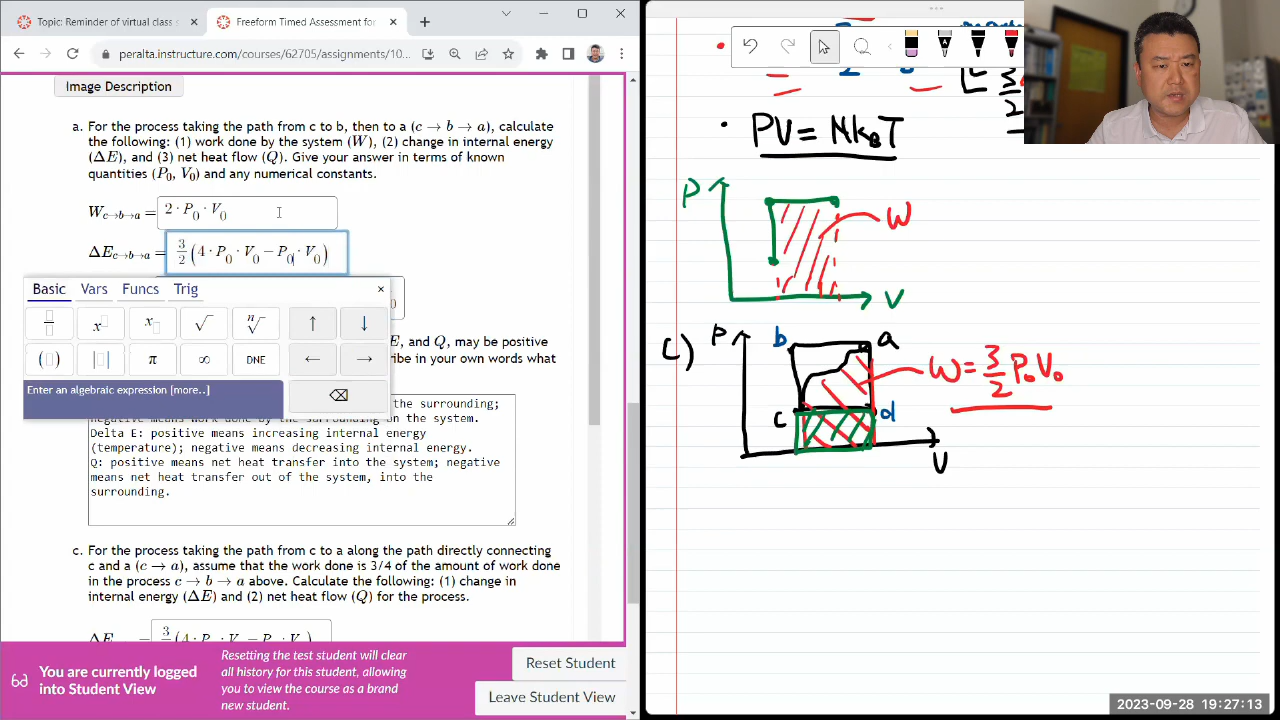 Topic: Reminder of virtual class s
Freeform Timed Assessment for
peralta.instructure.com/courses/62707/assignments/10...
Image Description
a. For the process taking the path from c to b, then to a (c → b → a), calculate
the following: (1) work done by the system (W), (2) change in internal energy
(ΔE), and (3) net heat flow (Q). Give your answer in terms of known
quantities (P₀, V₀) and any numerical constants.
W_{c→b→a} = 2 · P₀ · V₀
ΔE_{c→b→a} = 3/2 (4 · P₀ · V₀ − P₀ · V₀)
Basic Vars Funcs Trig ×
π ∞ DNE
Enter an algebraic expression [more..]
E, and Q, may be positive
ribe in your own words what
the surrounding;
on the system.
Delta E: positive means increasing internal energy
(temperature); negative means decreasing internal energy.
Q: positive means net heat transfer into the system; negative
means net heat transfer out of the system, into the
surrounding.
c. For the process taking the path from c to a along the path directly connecting
c and a (c → a), assume that the work done is 3/4 of the amount of work done
in the process c → b → a above. Calculate the following: (1) change in
internal energy (ΔE) and (2) net heat flow (Q) for the process.
You are currently logged
into Student View
Resetting the test student will clear
all history for this student, allowing
you to view the course as a brand
new student.
Reset Student
Leave Student View
PV = Nk_BT
P
W
V
C)
P
b
a
W = 3/2 P₀V₀
c
d
V
2023-09-28 19:27:13